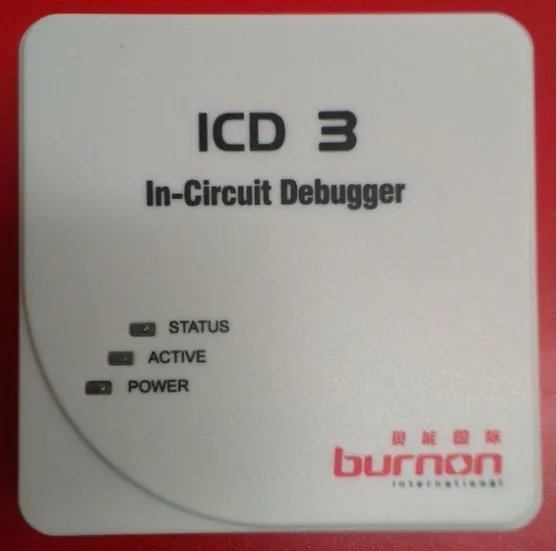 ICD 3
In-Circuit Debugger
STATUS
ACTIVE
POWER
贝能国际
burnon
international